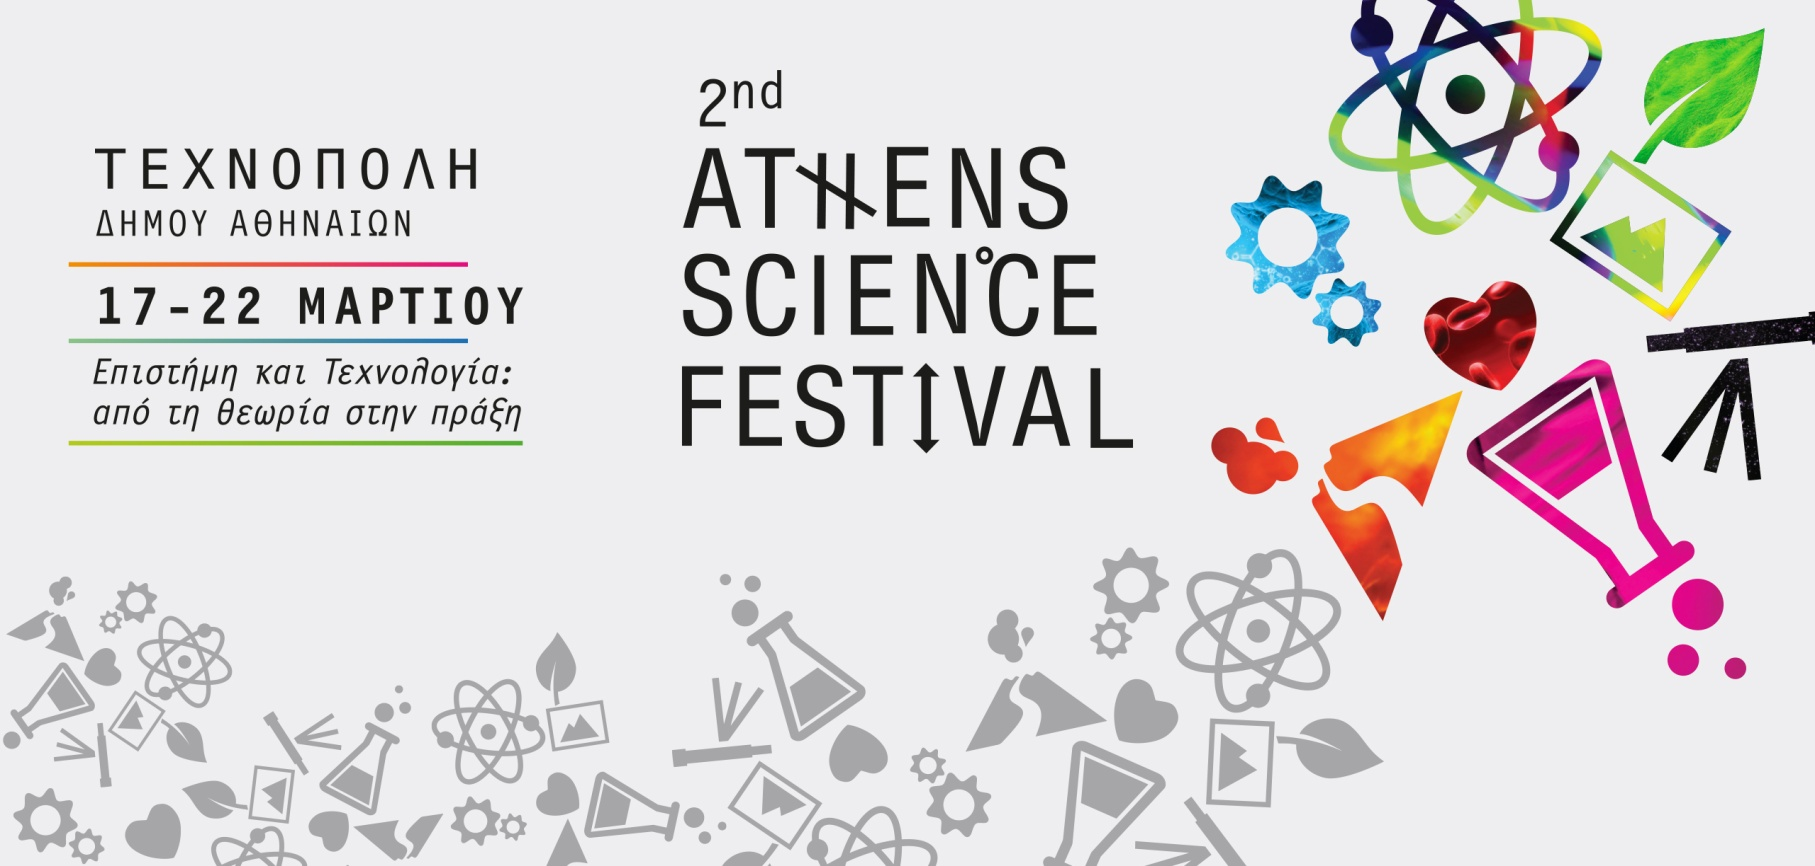 ΤΕΧΝΟΠΟΛΗ
ΔΗΜΟΥ ΑΘΗΝΑΙΩΝ
17-22 ΜΑΡΤΙΟΥ
Επιστήμη και Τεχνολογία:
από τη θεωρία στην πράξη
2nd
ATHENS
SCIENCE
FESTIVAL